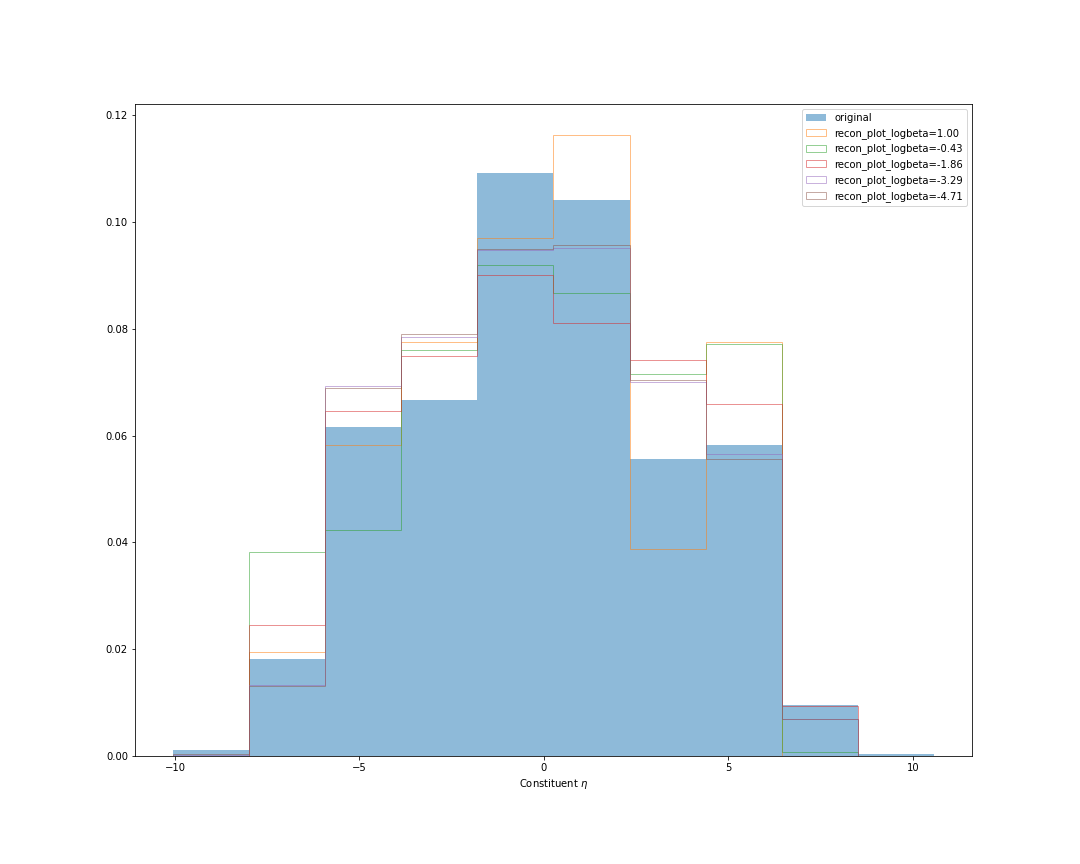 0.12
0.10
0.08
0.06
0.04
0.02
0.00
−10
−5
0
5
10
Constituent η
original
recon_plot_logbeta=1.00
recon_plot_logbeta=-0.43
recon_plot_logbeta=-1.86
recon_plot_logbeta=-3.29
recon_plot_logbeta=-4.71